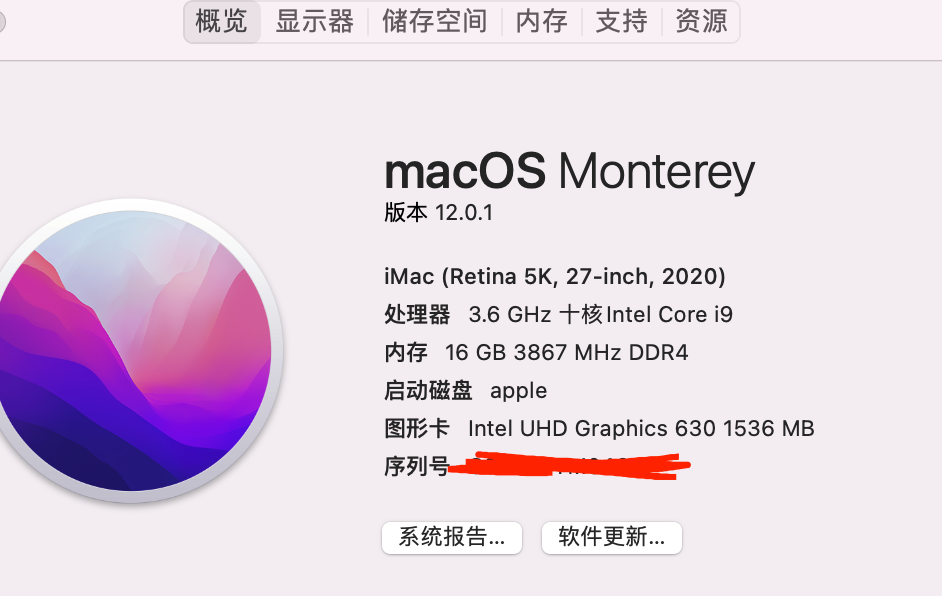 概览 显示器 储存空间 内存 支持 资源
macOS Monterey
版本 12.0.1
iMac (Retina 5K, 27-inch, 2020)
处理器 3.6 GHz 十核Intel Core i9
内存 16 GB 3867 MHz DDR4
启动磁盘 apple
图形卡 Intel UHD Graphics 630 1536 MB
序列号
系统报告... 软件更新...